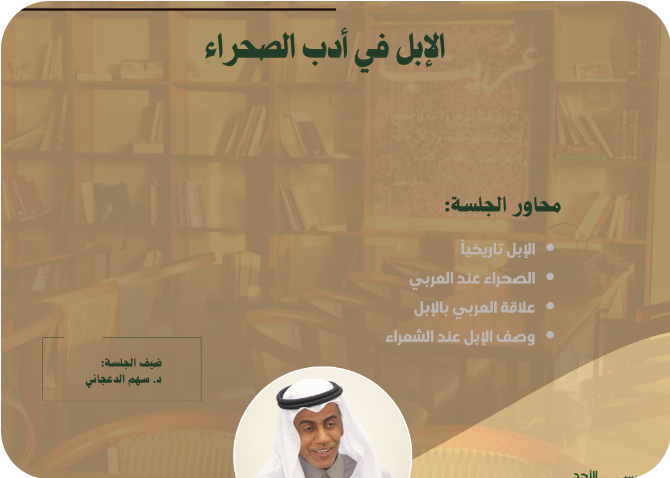 الإبل في أدب الصحراء
محاور الجلسة:
• الإبل تاريخياً
• الصحراء عند العربي
• علاقة العربي بالإبل
• وصف الإبل عند الشعراء
ضيف الجلسة:
د. سهم الدعجاني
الأحد